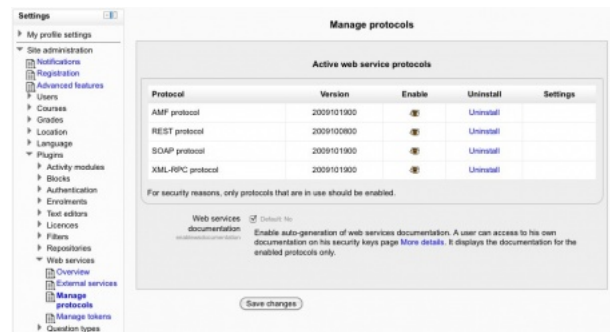 Settings
My profile settings
Site administration
Notifications
Registration
Advanced features
Users
Courses
Grades
Location
Language
Plugins
Activity modules
Blocks
Authentication
Enrolments
Text editors
Licences
Filters
Repositories
Web services
Overview
External services
Manage
protocols
Manage tokens
Question types
Manage protocols
Active web service protocols
Protocol Version Enable Uninstall Settings
AMF protocol 2009101900 Uninstall
REST protocol 2009100800 Uninstall
SOAP protocol 2009101900 Uninstall
XML-RPC protocol 2009101900 Uninstall
For security reasons, only protocols that are in use should be enabled.
Web services
documentation
enablewsdocumentation
Default: No
Enable auto-generation of web services documentation. A user can access to his own
documentation on his security keys page More details. It displays the documentation for the
enabled protocols only.
Save changes